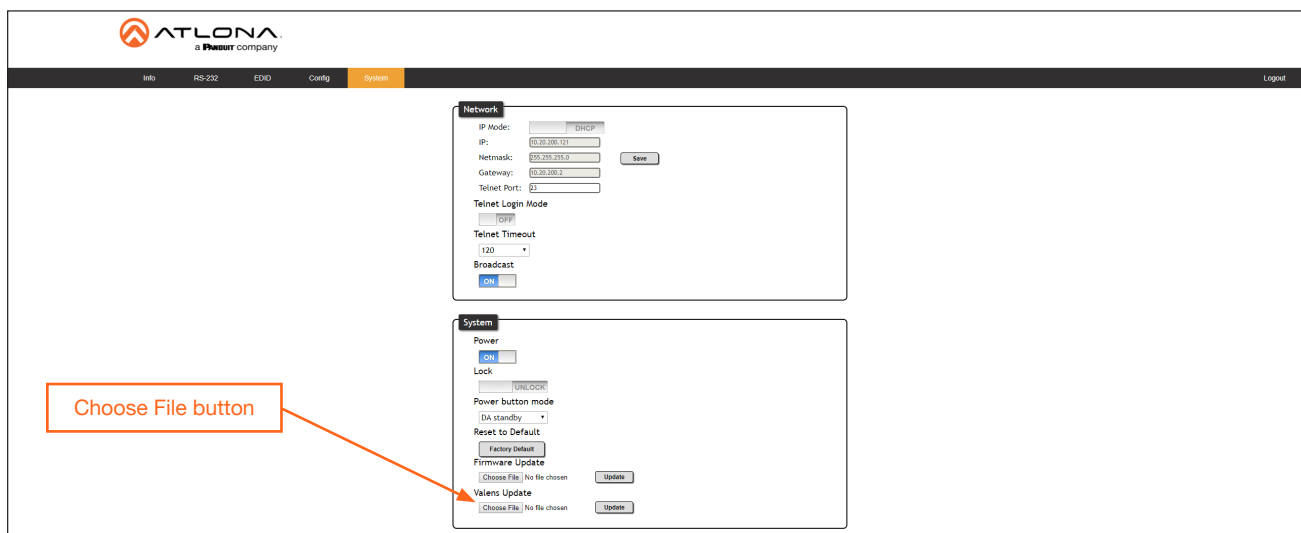 ATLONA.
a PANDUIT company
Info RS-232 EDID Config System Logout
Network
IP Mode: DHCP
IP: 10.20.200.121
Netmask: 255.255.255.0 Save
Gateway: 10.20.200.2
Telnet Port: 23
Telnet Login Mode
OFF
Telnet Timeout
120
Broadcast
ON
System
Power
ON
Lock
UNLOCK
Power button mode
DA standby
Reset to Default
Factory Default
Firmware Update
Choose File No file chosen Update
Valens Update
Choose File No file chosen Update
Choose File button